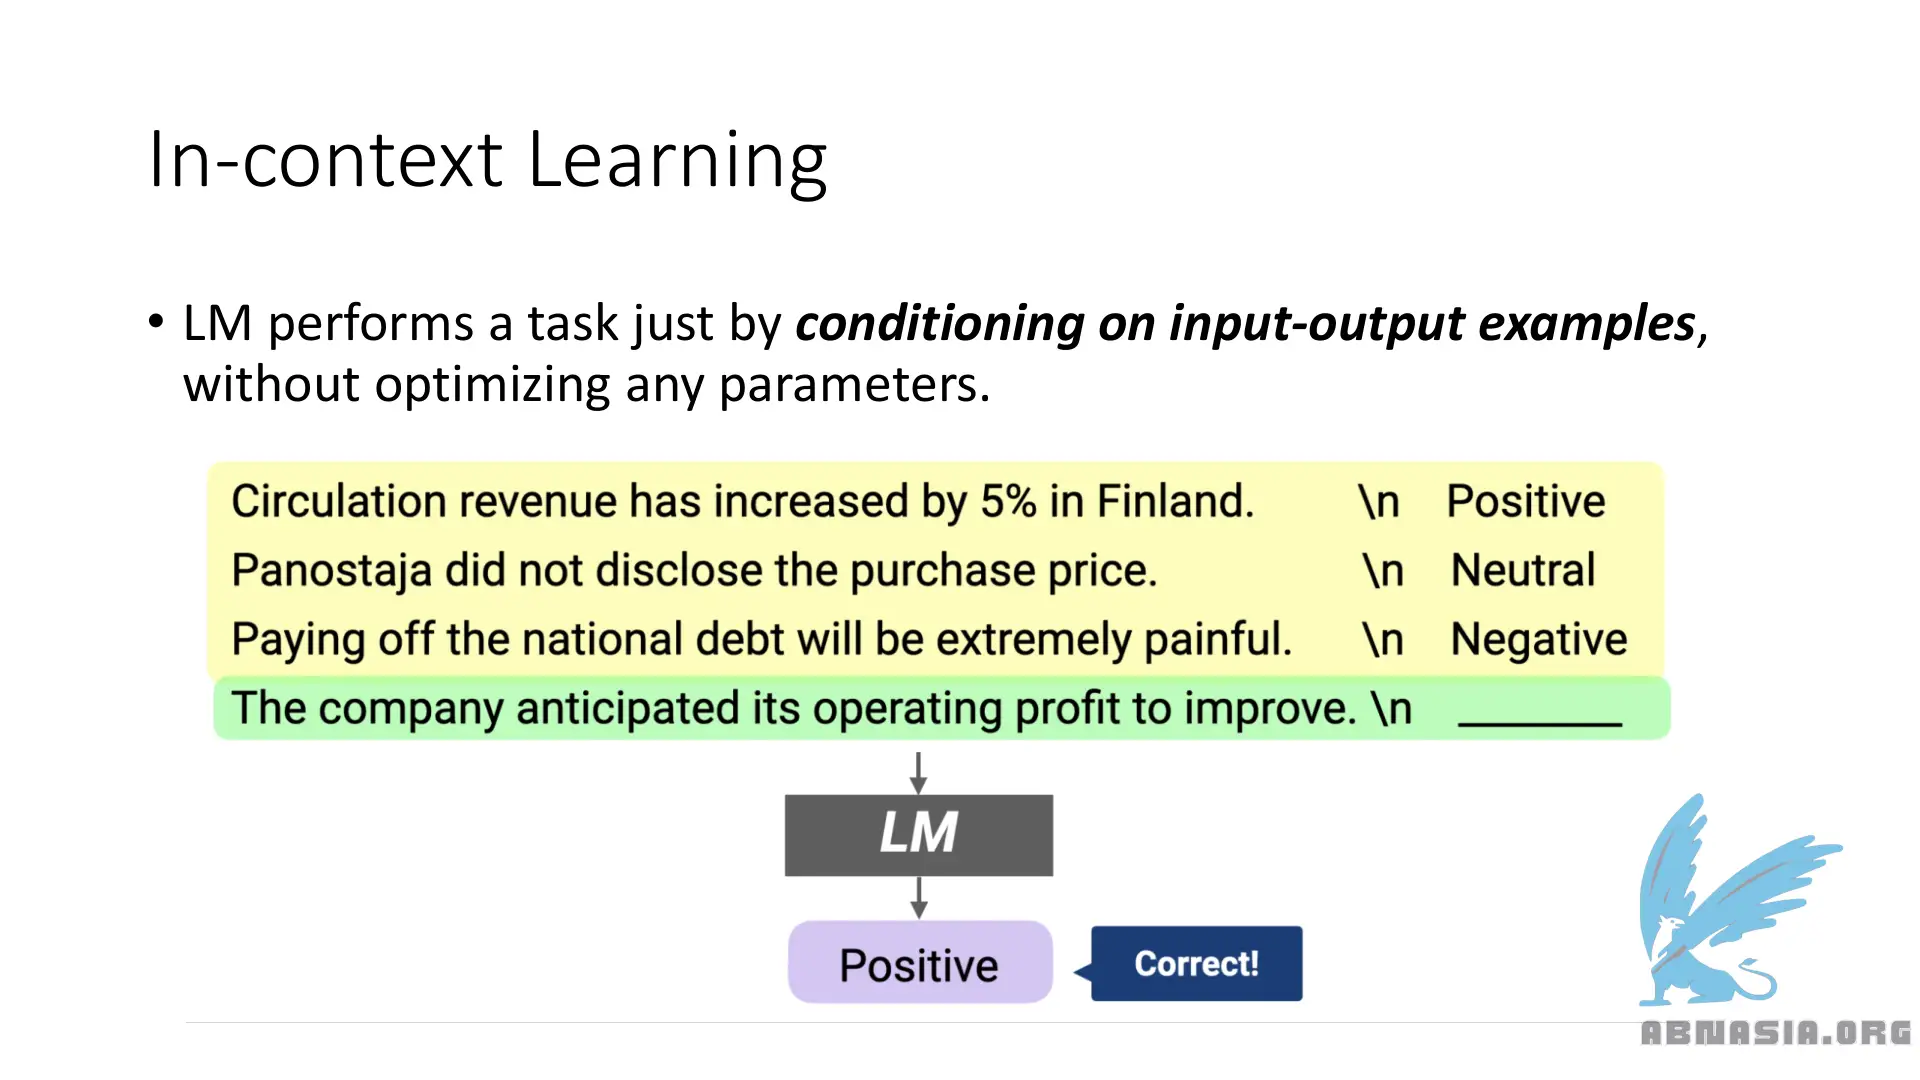 In-context Learning
• LM performs a task just by conditioning on input-output examples,
without optimizing any parameters.
Circulation revenue has increased by 5% in Finland. \n Positive
Panostaja did not disclose the purchase price. \n Neutral
Paying off the national debt will be extremely painful. \n Negative
The company anticipated its operating profit to improve. \n ________
LM
Positive
Correct!
ABNASIA.ORG